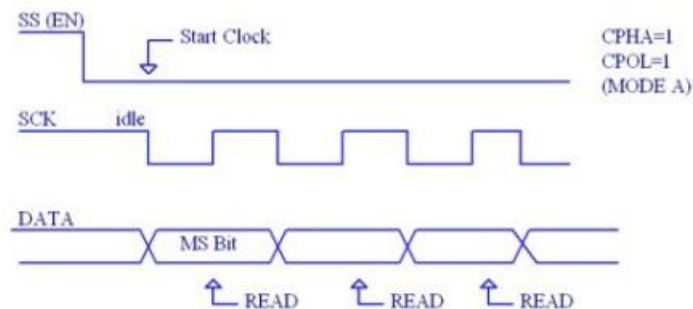 SS (EN)
Start Clock
CPHA=1
CPOL=1
(MODE A)
SCK
idle
DATA
MS Bit
READ
READ
READ